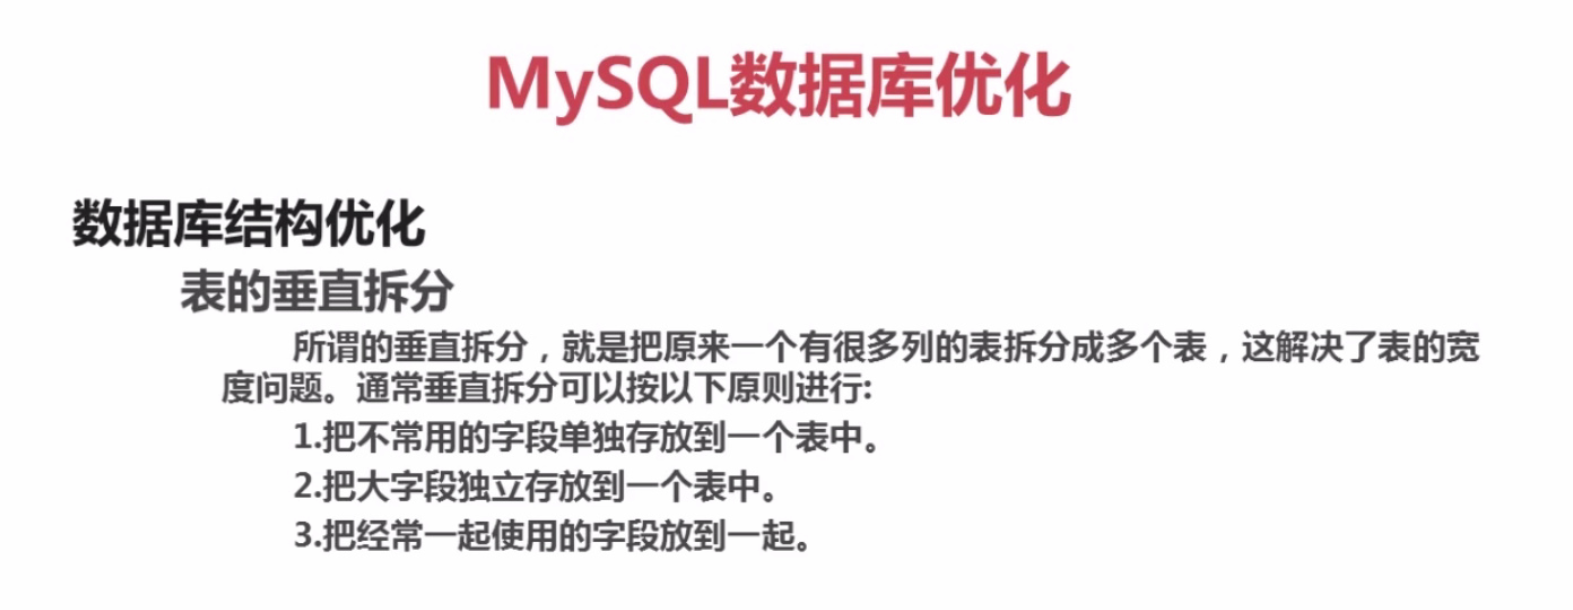 MySQL数据库优化
数据库结构优化
表的垂直拆分
所谓的垂直拆分，就是把原来一个有很多列的表拆分成多个表，这解决了表的宽
度问题。通常垂直拆分可以按以下原则进行:
1.把不常用的字段单独存放到一个表中。
2.把大字段独立存放到一个表中。
3.把经常一起使用的字段放到一起。